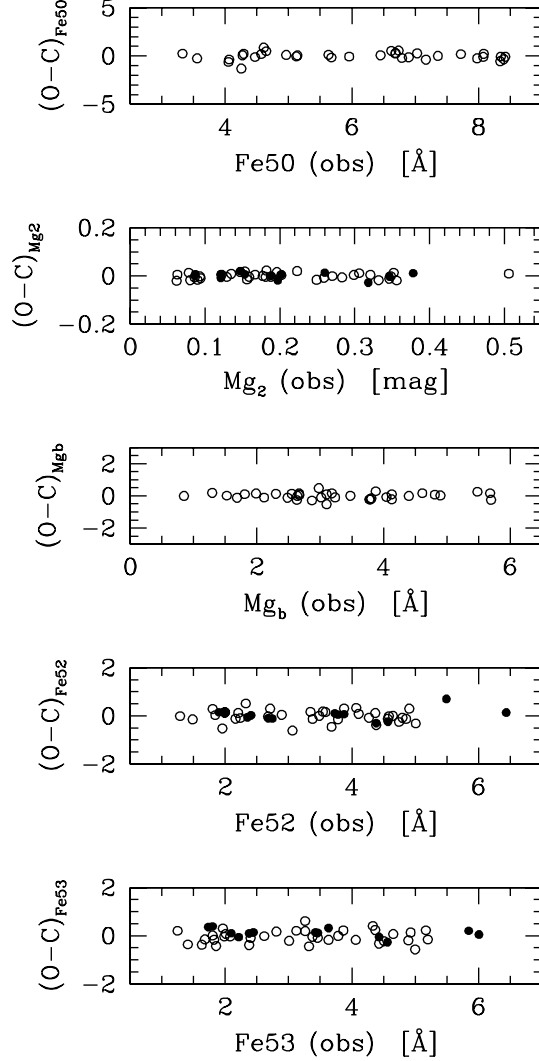 (O−C)Fe50
5
0
−5
4 6 8
Fe50 (obs) [Å]
(O−C)Mg2
0.2
0
−0.2
0 0.1 0.2 0.3 0.4 0.5
Mg2 (obs) [mag]
(O−C)Mgb
2
0
−2
0 2 4 6
Mgb (obs) [Å]
(O−C)Fe52
2
0
−2
2 4 6
Fe52 (obs) [Å]
(O−C)Fe53
2
0
−2
2 4 6
Fe53 (obs) [Å]